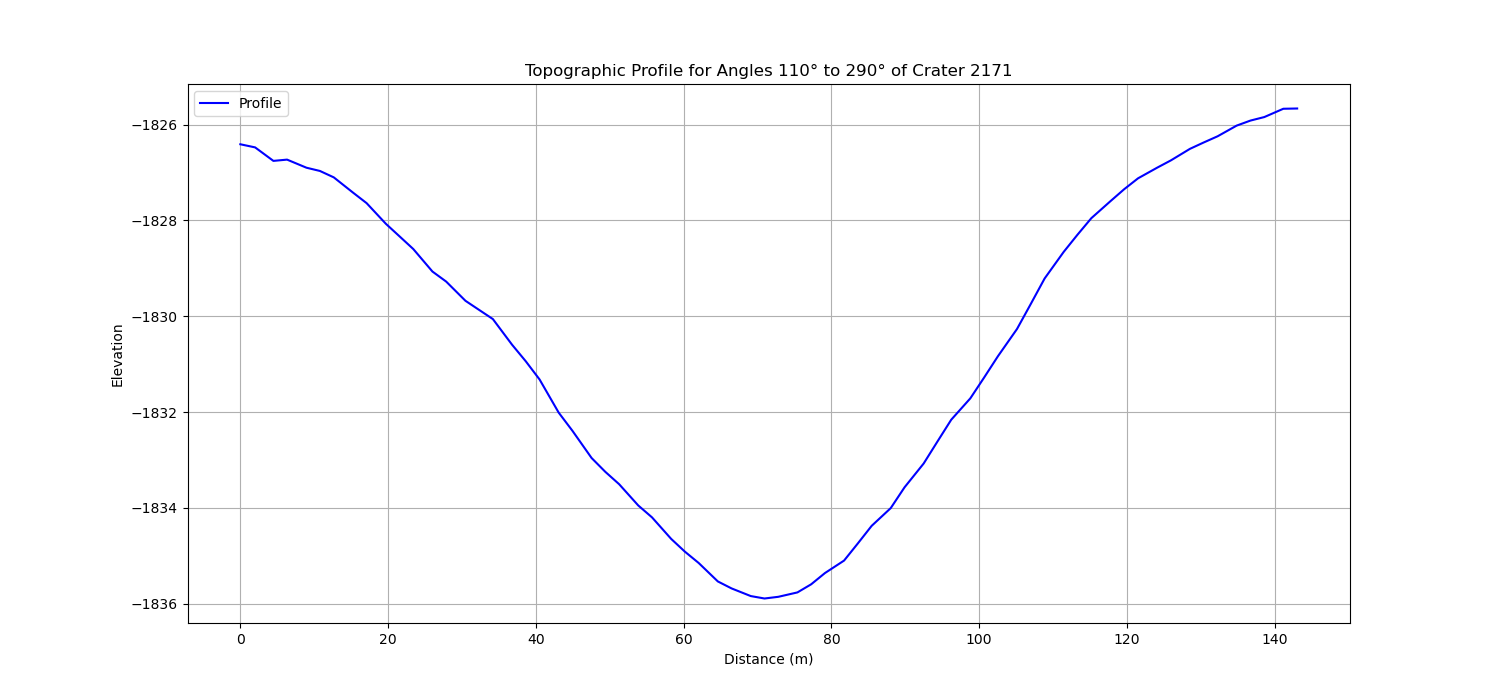 Topographic Profile for Angles 110° to 290° of Crater 2171
Profile
−1826
−1828
−1830
−1832
−1834
−1836
Elevation
0 20 40 60 80 100 120 140
Distance (m)